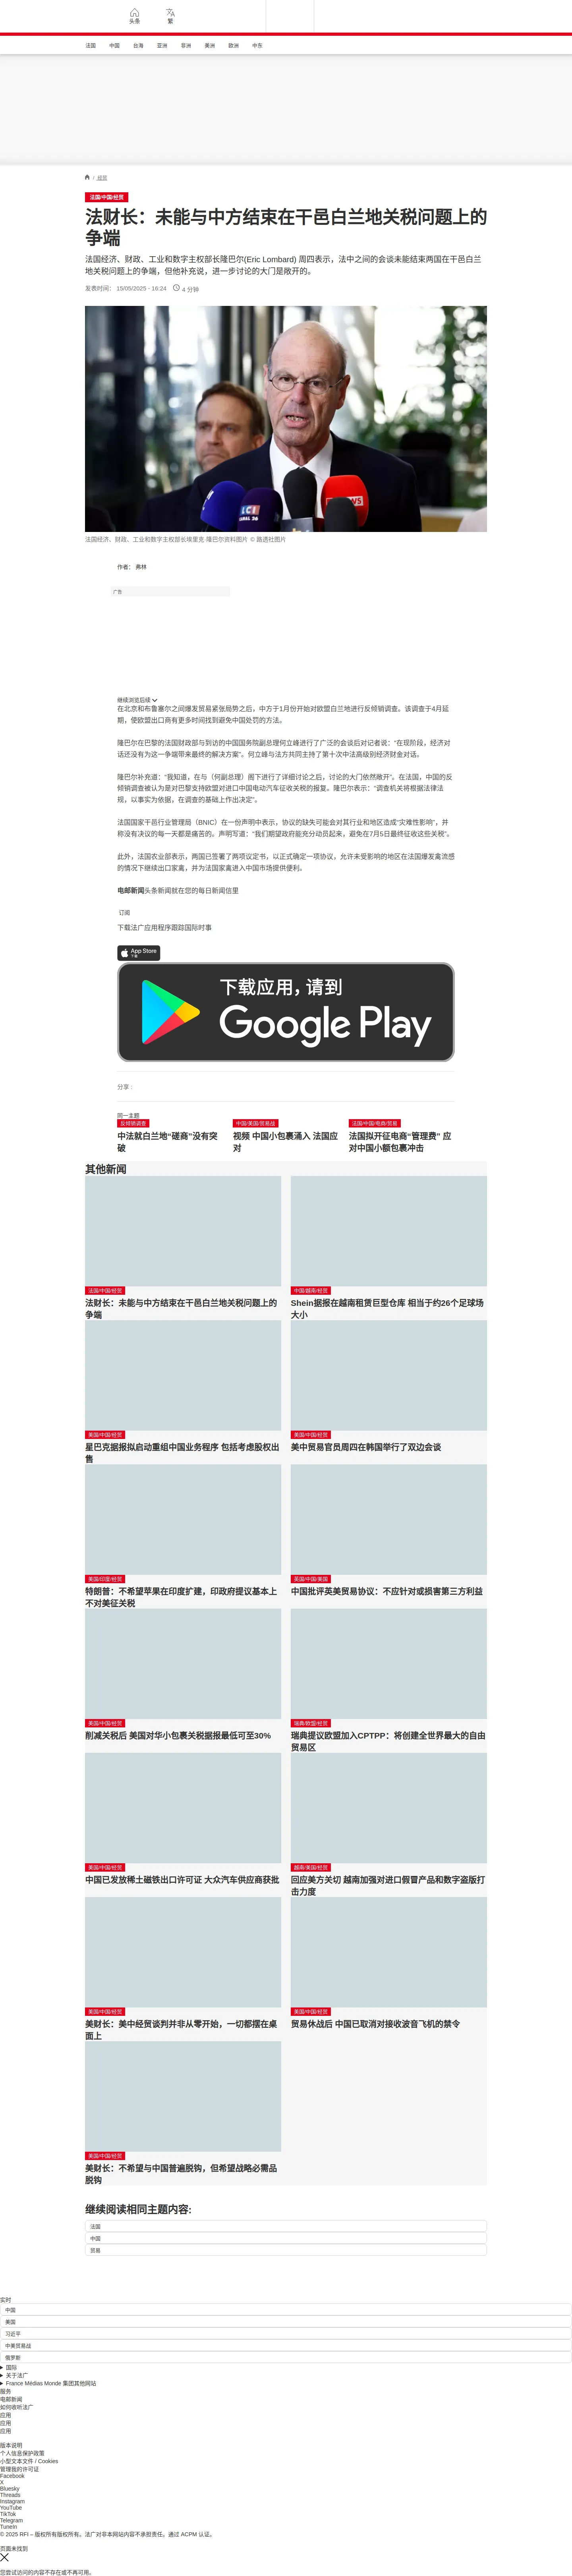 头条
繁
法国
中国
台海
亚洲
非洲
美洲
欧洲
中东
/ 经贸
法国/中国/经贸
法财长：未能与中方结束在干邑白兰地关税问题上的
争端
法国经济、财政、工业和数字主权部长隆巴尔(Eric Lombard) 周四表示，法中之间的会谈未能结束两国在干邑白兰
地关税问题上的争端，但他补充说，进一步讨论的大门是敞开的。
发表时间： 15/05/2025 - 16:24
4 分钟
LCI
法国经济、财政、工业和数字主权部长埃里克·隆巴尔资料图片 © 路透社图片
作者： 弗林
广告
继续浏览后续
在北京和布鲁塞尔之间爆发贸易紧张局势之后，中方于1月份开始对欧盟白兰地进行反倾销调查。该调查于4月延
期，使欧盟出口商有更多时间找到避免中国处罚的方法。
隆巴尔在巴黎的法国财政部与到访的中国国务院副总理何立峰进行了广泛的会谈后对记者说：“在现阶段，经济对
话还没有为这一争端带来最终的解决方案”。何立峰与法方共同主持了第十次中法高级别经济财金对话。
隆巴尔补充道：“我知道，在与（何副总理）阁下进行了详细讨论之后，讨论的大门依然敞开”。在法国，中国的反
倾销调查被认为是对巴黎支持欧盟对进口中国电动汽车征收关税的报复。隆巴尔表示：“调查机关将根据法律法
规，以事实为依据，在调查的基础上作出决定”。
法国国家干邑行业管理局（BNIC）在一份声明中表示，协议的缺失可能会对其行业和地区造成“灾难性影响”，并
称没有决议的每一天都是痛苦的。声明写道：“我们期望政府能充分动员起来，避免在7月5日最终征收这些关税”。
此外，法国农业部表示，两国已签署了两项议定书，以正式确定一项协议，允许未受影响的地区在法国爆发禽流感
的情况下继续出口家禽，并为法国家禽进入中国市场提供便利。
电邮新闻头条新闻就在您的每日新闻信里
订阅
下载法广应用程序跟踪国际时事
App Store
下载
下载应用，请到
Google Play
分享 :
同一主题
反倾销调查
中法就白兰地“磋商”没有突
破
中国/美国/贸易战
视频 中国小包裹涌入 法国应
对
法国/中国/电商/贸易
法国拟开征电商“管理费” 应
对中国小额包裹冲击
其他新闻
法国/中国/经贸
法财长：未能与中方结束在干邑白兰地关税问题上的
争端
中国/越南/经贸
Shein据报在越南租赁巨型仓库 相当于约26个足球场
大小
美国/中国/经贸
星巴克据报拟启动重组中国业务程序 包括考虑股权出
售
美国/中国/经贸
美中贸易官员周四在韩国举行了双边会谈
美国/印度/经贸
特朗普：不希望苹果在印度扩建，印政府提议基本上
不对美征关税
英国/中国/美国
中国批评英美贸易协议：不应针对或损害第三方利益
美国/中国/经贸
削减关税后 美国对华小包裹关税据报最低可至30%
瑞典/欧盟/经贸
瑞典提议欧盟加入CPTPP：将创建全世界最大的自由
贸易区
美国/中国/经贸
中国已发放稀土磁铁出口许可证 大众汽车供应商获批
越南/美国/经贸
回应美方关切 越南加强对进口假冒产品和数字盗版打
击力度
美国/中国/经贸
美财长：美中经贸谈判并非从零开始，一切都摆在桌
面上
美国/中国/经贸
贸易休战后 中国已取消对接收波音飞机的禁令
美国/中国/经贸
美财长：不希望与中国普遍脱钩，但希望战略必需品
脱钩
继续阅读相同主题内容:
法国
中国
贸易
实时
中国
美国
习近平
中美贸易战
俄罗斯
国际
关于法广
France Médias Monde 集团其他网站
服务
电邮新闻
如何收听法广
应用
应用
应用
版本说明
个人信息保护政策
小型文本文件 / Cookies
管理我的许可证
Facebook
X
Bluesky
Threads
Instagram
YouTube
TikTok
Telegram
TuneIn
© 2025 RFI – 版权所有版权所有。法广对非本网站内容不承担责任。通过 ACPM 认证。
页面未找到
您尝试访问的内容不存在或不再可用。